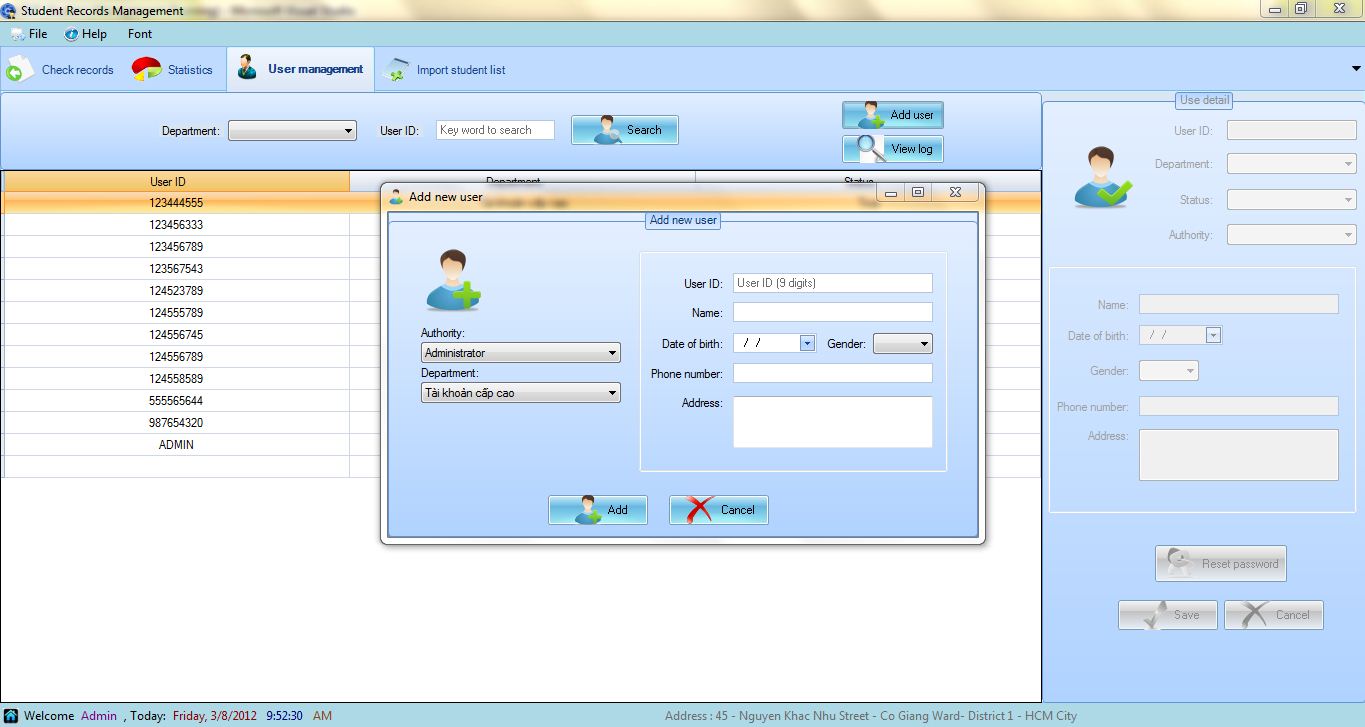 Student Records Management
Microsoft Visual Studio
File Help Font
Check records Statistics User management Import student list
Department: User ID: Key word to search Search
Add user
View log
User ID Department Status
123444555
123456333
123456789
123567543
124523789
124555789
124556745
124556789
124558589
555565644
987654320
ADMIN
Add new user
Add new user
Authority:
Administrator
Department:
Tài khoản cấp cao
User ID: User ID (9 digits)
Name:
Date of birth: / / Gender:
Phone number:
Address:
Add Cancel
Use detail
User ID:
Department:
Status:
Authority:
Name:
Date of birth: / /
Gender:
Phone number:
Address:
Reset password
Save Cancel
Welcome Admin , Today: Friday, 3/8/2012 9:52:30 AM
Address : 45 - Nguyen Khac Nhu Street - Co Giang Ward- District 1 - HCM City